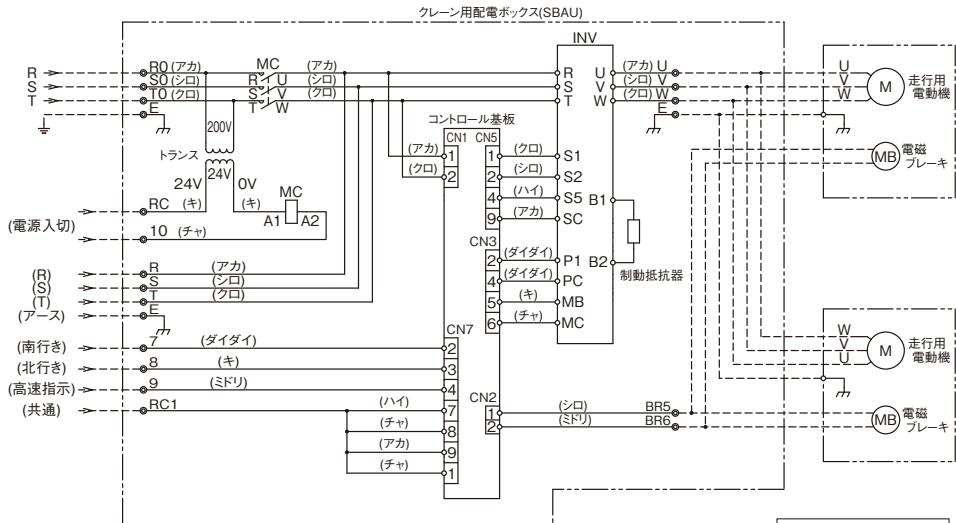 クレーン用配電ボックス(SBAU)
INV
R
S
T
R0 (アカ)
S0 (シロ)
T0 (クロ)
E
MC
R U
S V
T W
(アカ)
(シロ)
(クロ)
R
S
T
U
V
W
(アカ) U
(シロ) V
(クロ) W
E
U
V
W
M
走行用
電動機
MB
電磁
ブレーキ
200V
トランス
24V
24V
0V
コントロール基板
CN1
CN5
(アカ)
1
(クロ)
2
1
(クロ)
S1
2
(シロ)
S2
4
(ハイ)
S5
9
(アカ)
SC
B1
B2
制動抵抗器
(電源入切)
RC (キ)
(キ)
MC
A1
A2
10 (チャ)
CN3
2
(ダイダイ)
P1
4
(ダイダイ)
PC
5
(キ)
MB
6
(チャ)
MC
(R)
R
(アカ)
(S)
S
(シロ)
(T)
T
(クロ)
(アース)
E
CN7
(南行き)
7
(ダイダイ)
2
(北行き)
8
(キ)
3
(高速指示)
9
(ミドリ)
4
(共通)
RC1
(ハイ)
7
(チャ)
8
(アカ)
9
(チャ)
1
CN2
1
(シロ)
BR5
2
(ミドリ)
BR6
W
V
U
M
走行用
電動機
MB
電磁
ブレーキ